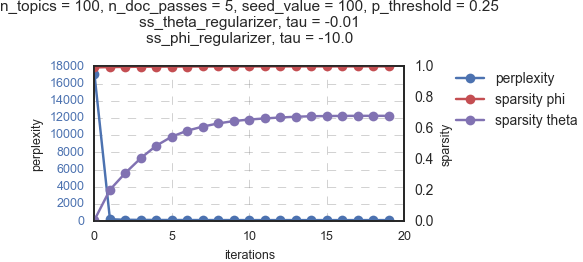 n_topics = 100, n_doc_passes = 5, seed_value = 100, p_threshold = 0.25
ss_theta_regularizer, tau = -0.01
ss_phi_regularizer, tau = -10.0
18000
16000
14000
12000
10000
8000
6000
4000
2000
0
perplexity
1.0
0.8
0.6
0.4
0.2
0.0
sparsity
0
5
10
15
20
iterations
perplexity
sparsity phi
sparsity theta